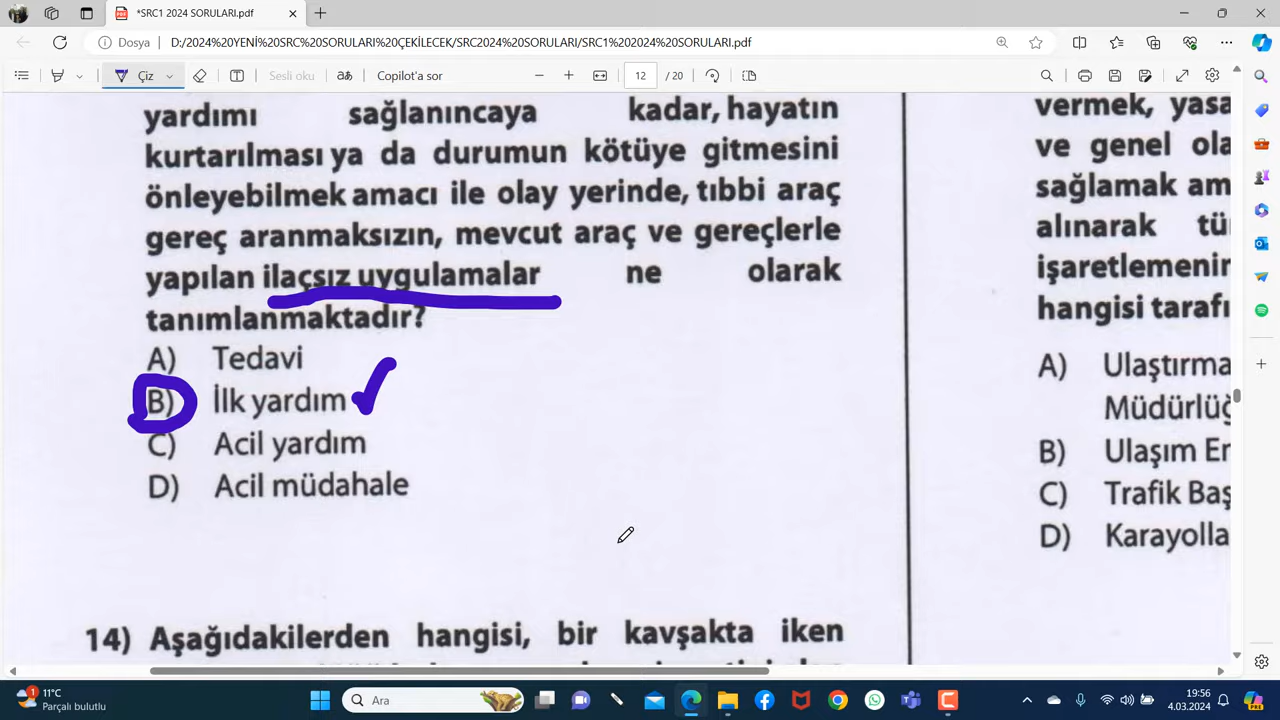 *SRC1 2024 SORULARI.pdf
Dosya D:/2024%20YENİ%20SRC%20SORULARI%20ÇEKİLECEK/SRC2024%20SORULARI/SRC1%202024%20SORULARI.pdf
Çiz Sesli oku Copilot'a sor 12 / 20
yardımı sağlanıncaya kadar, hayatın
kurtarılması ya da durumun kötüye gitmesini
önleyebilmek amacı ile olay yerinde, tıbbi araç
gereç aranmaksızın, mevcut araç ve gereçlerle
yapılan ilaçsız uygulamalar ne olarak
tanımlanmaktadır?
A) Tedavi
B) İlk yardım
C) Acil yardım
D) Acil müdahale
14) Aşağıdakilerden hangisi, bir kavşakta iken
vermek, yasa
ve genel ola
sağlamak am
alınarak tü
işaretlemenin
hangisi tarafı
A) Ulaştırma
Müdürlüğ
B) Ulaşım En
C) Trafik Baş
D) Karayolla
1
11°C
Parçalı bulutlu
Ara
19:56
4.03.2024